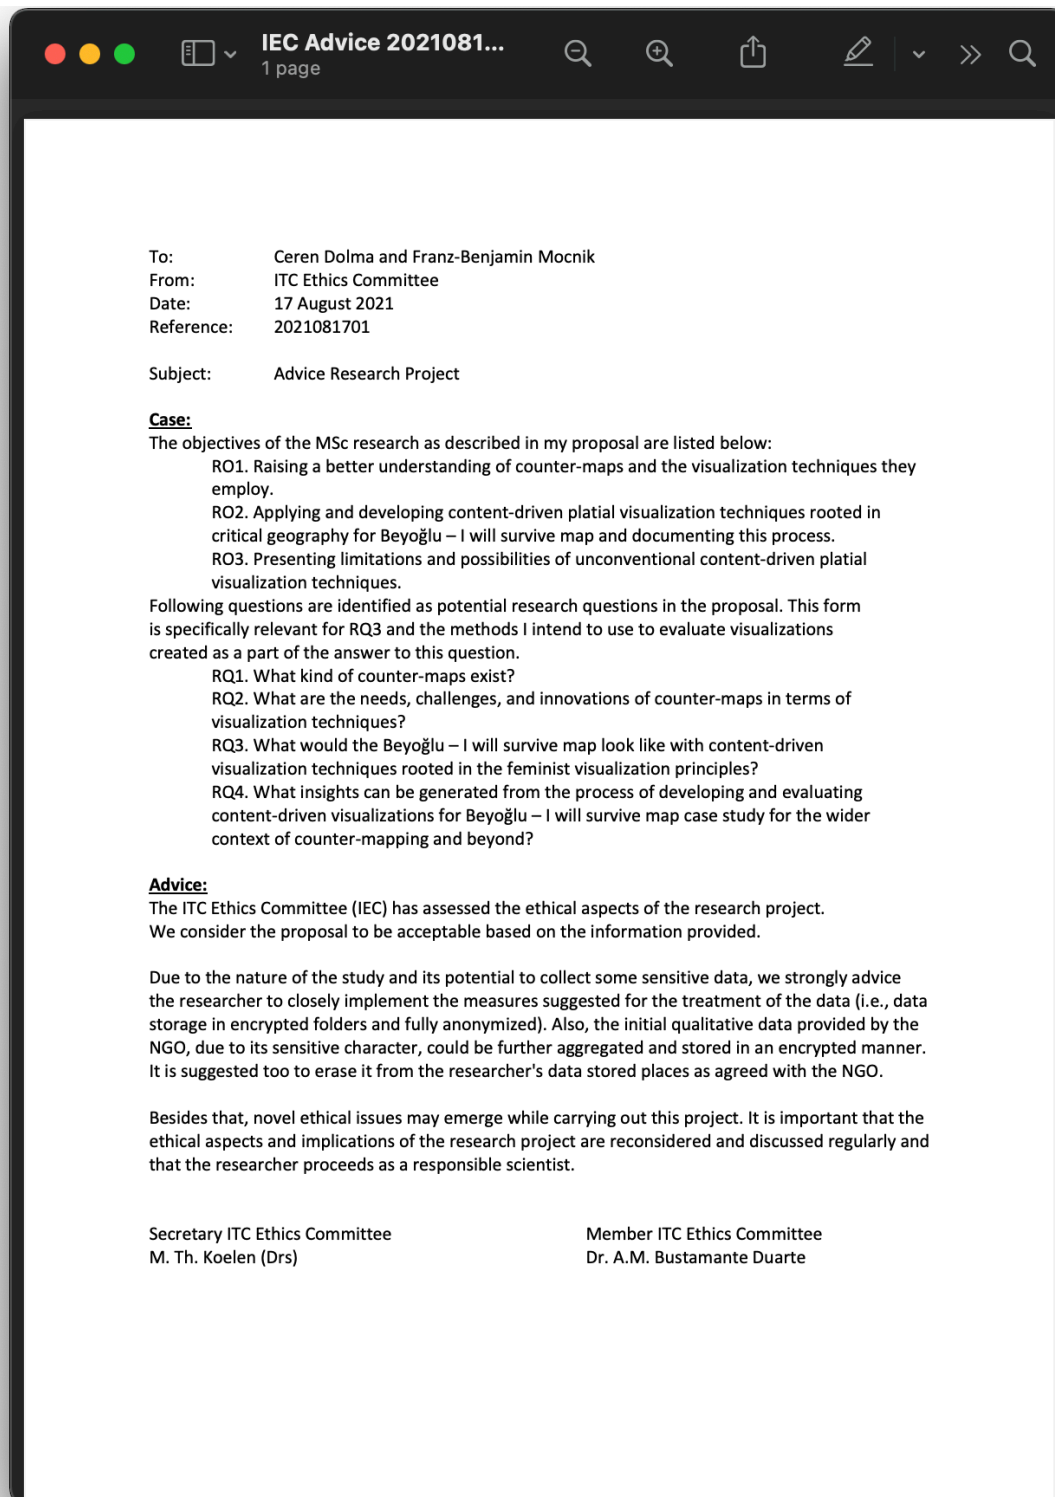 IEC Advice 2021081...
1 page
To: Ceren Dolma and Franz-Benjamin Mocnik
From: ITC Ethics Committee
Date: 17 August 2021
Reference: 2021081701
Subject: Advice Research Project
Case:
The objectives of the MSc research as described in my proposal are listed below:
RO1. Raising a better understanding of counter-maps and the visualization techniques they
employ.
RO2. Applying and developing content-driven platial visualization techniques rooted in
critical geography for Beyoğlu – I will survive map and documenting this process.
RO3. Presenting limitations and possibilities of unconventional content-driven platial
visualization techniques.
Following questions are identified as potential research questions in the proposal. This form
is specifically relevant for RQ3 and the methods I intend to use to evaluate visualizations
created as a part of the answer to this question.
RQ1. What kind of counter-maps exist?
RQ2. What are the needs, challenges, and innovations of counter-maps in terms of
visualization techniques?
RQ3. What would the Beyoğlu – I will survive map look like with content-driven
visualization techniques rooted in the feminist visualization principles?
RQ4. What insights can be generated from the process of developing and evaluating
content-driven visualizations for Beyoğlu – I will survive map case study for the wider
context of counter-mapping and beyond?
Advice:
The ITC Ethics Committee (IEC) has assessed the ethical aspects of the research project.
We consider the proposal to be acceptable based on the information provided.
Due to the nature of the study and its potential to collect some sensitive data, we strongly advice
the researcher to closely implement the measures suggested for the treatment of the data (i.e., data
storage in encrypted folders and fully anonymized). Also, the initial qualitative data provided by the
NGO, due to its sensitive character, could be further aggregated and stored in an encrypted manner.
It is suggested too to erase it from the researcher's data stored places as agreed with the NGO.
Besides that, novel ethical issues may emerge while carrying out this project. It is important that the
ethical aspects and implications of the research project are reconsidered and discussed regularly and
that the researcher proceeds as a responsible scientist.
Secretary ITC Ethics Committee Member ITC Ethics Committee
M. Th. Koelen (Drs) Dr. A.M. Bustamante Duarte